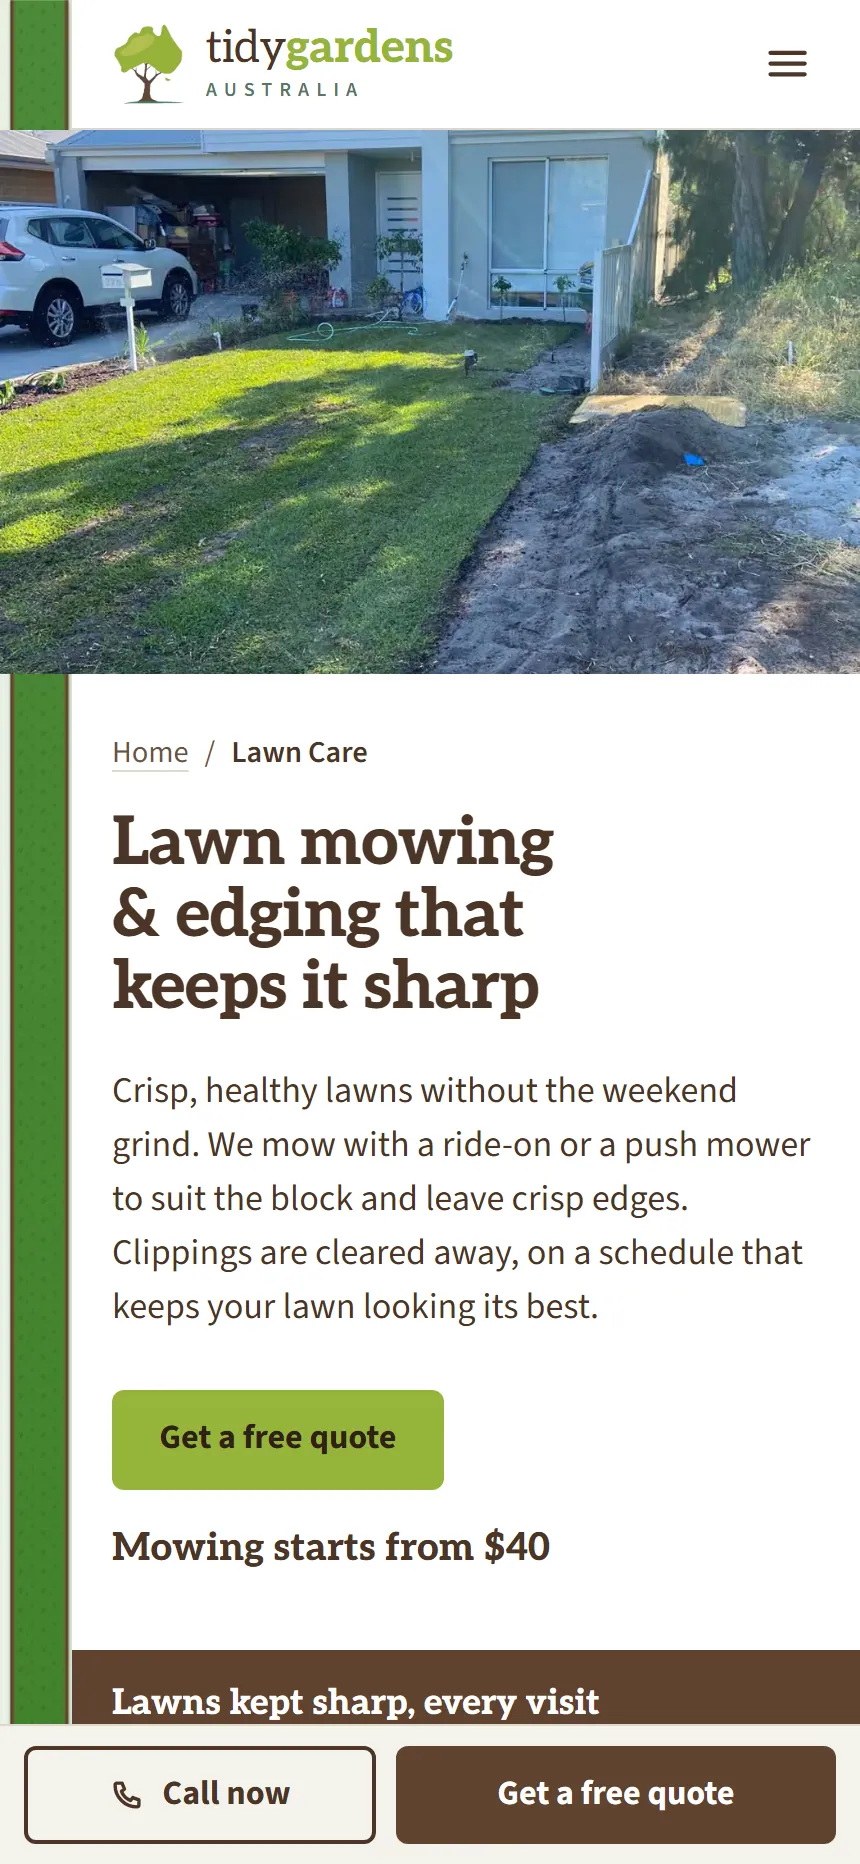 tidygardens
AUSTRALIA
Home / Lawn Care
Lawn mowing
& edging that
keeps it sharp
Crisp, healthy lawns without the weekend
grind. We mow with a ride-on or a push mower
to suit the block and leave crisp edges.
Clippings are cleared away, on a schedule that
keeps your lawn looking its best.
Get a free quote
Mowing starts from $40
Lawns kept sharp, every visit
Call now
Get a free quote